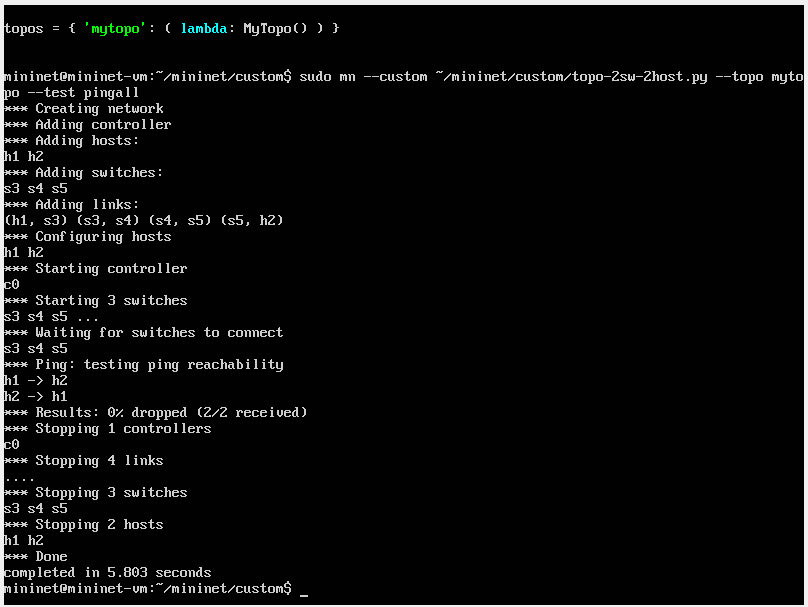 topos = { 'mytopo': ( lambda: MyTopo() ) }
mininet@mininet-vm:~/mininet/custom$ sudo mn --custom ~/mininet/custom/topo-2sw-2host.py --topo myto
po --test pingall
*** Creating network
*** Adding controller
*** Adding hosts:
h1 h2
*** Adding switches:
s3 s4 s5
*** Adding links:
(h1, s3) (s3, s4) (s4, s5) (s5, h2)
*** Configuring hosts
h1 h2
*** Starting controller
c0
*** Starting 3 switches
s3 s4 s5 ...
*** Waiting for switches to connect
s3 s4 s5
*** Ping: testing ping reachability
h1 -> h2
h2 -> h1
*** Results: 0% dropped (2/2 received)
*** Stopping 1 controllers
c0
*** Stopping 4 links
....
*** Stopping 3 switches
s3 s4 s5
*** Stopping 2 hosts
h1 h2
*** Done
completed in 5.803 seconds
mininet@mininet-vm:~/mininet/custom$ _